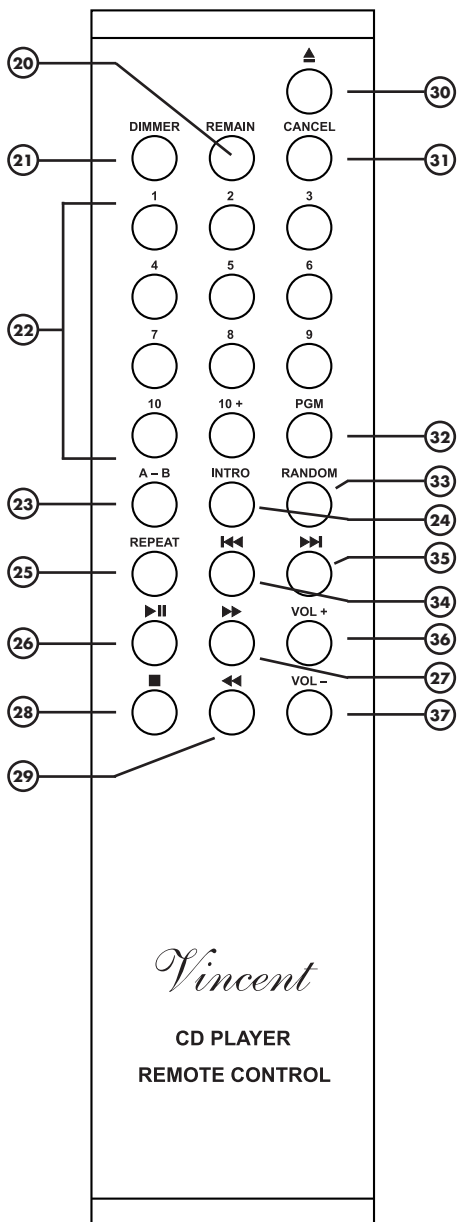 20
30
DIMMER REMAIN CANCEL
21
31
1 2 3
4 5 6
22
7 8 9
10 10 + PGM
32
A – B INTRO RANDOM
33
23
24
REPEAT
35
25
34
VOL +
26
36
27
VOL –
28
37
29
Vincent
CD PLAYER
REMOTE CONTROL